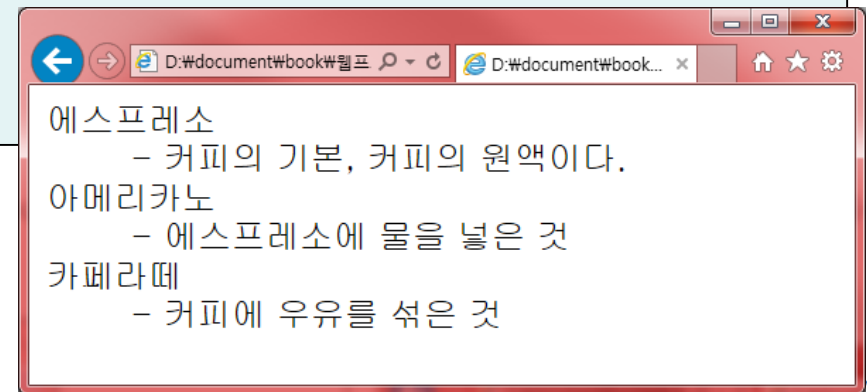 D:₩document₩book₩웹프
D:₩document₩book...
에스프레소
– 커피의 기본, 커피의 원액이다.
아메리카노
– 에스프레소에 물을 넣은 것
카페라떼
– 커피에 우유를 섞은 것